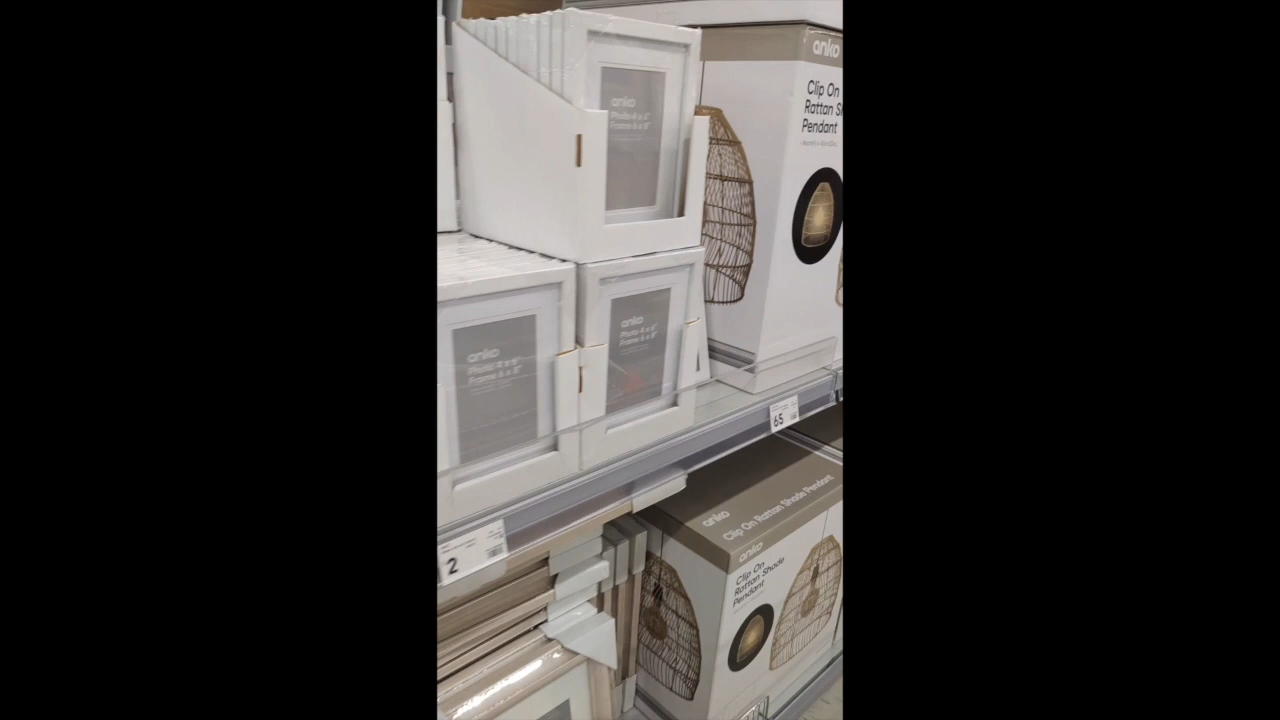 anko
Photo 4 x 6"
Frame 6 x 8"
anko
Clip On
Rattan S
Pendant
anko
Photo 4 x 6"
Frame 6 x 8"
anko
Photo 4 x 6"
Frame 6 x 8"
65
2
anko
Clip On Rattan Shade Pendant
anko
Clip On
Rattan Shade
Pendant